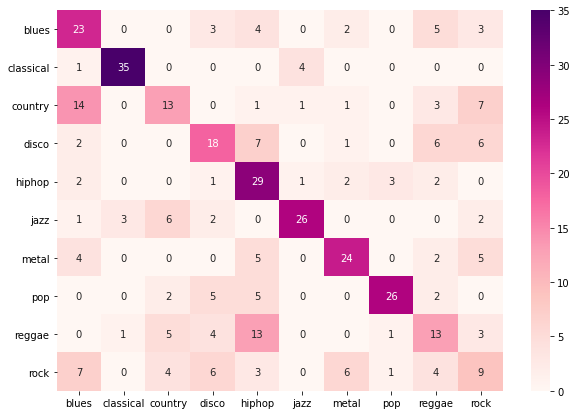 blues 23 0 0 3 4 0 2 0 5 3
classical 1 35 0 0 0 4 0 0 0 0
country 14 0 13 0 1 1 1 0 3 7
disco 2 0 0 18 7 0 1 0 6 6
hiphop 2 0 0 1 29 1 2 3 2 0
jazz 1 3 6 2 0 26 0 0 0 2
metal 4 0 0 0 5 0 24 0 2 5
pop 0 0 2 5 5 0 0 26 2 0
reggae 0 1 5 4 13 0 0 1 13 3
rock 7 0 4 6 3 0 6 1 4 9
blues classical country disco hiphop jazz metal pop reggae rock
35
30
25
20
15
10
5
0